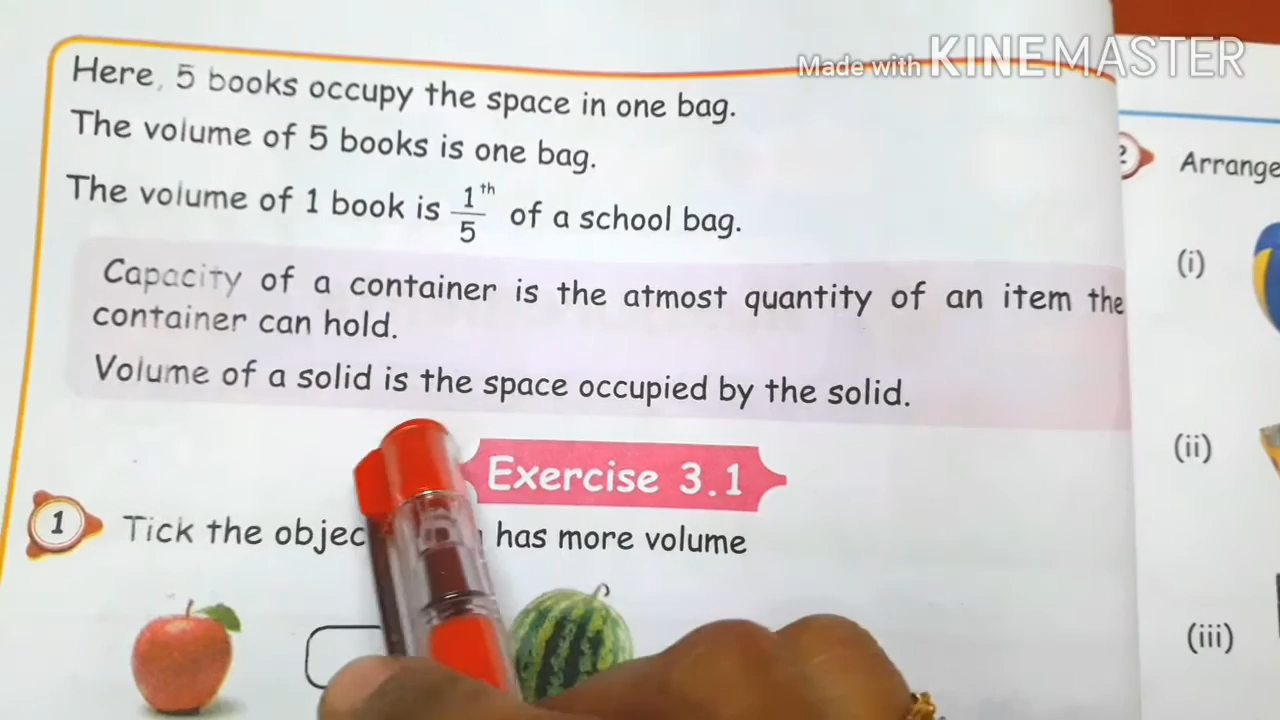 Made with KINEMASTER
Here, 5 books occupy the space in one bag.
The volume of 5 books is one bag.
The volume of 1 book is 1/5 th of a school bag.
Capacity of a container is the atmost quantity of an item the
container can hold.
Volume of a solid is the space occupied by the solid.
Exercise 3.1
1 Tick the has more volume
2 Arrange
(i)
(ii)
(iii)